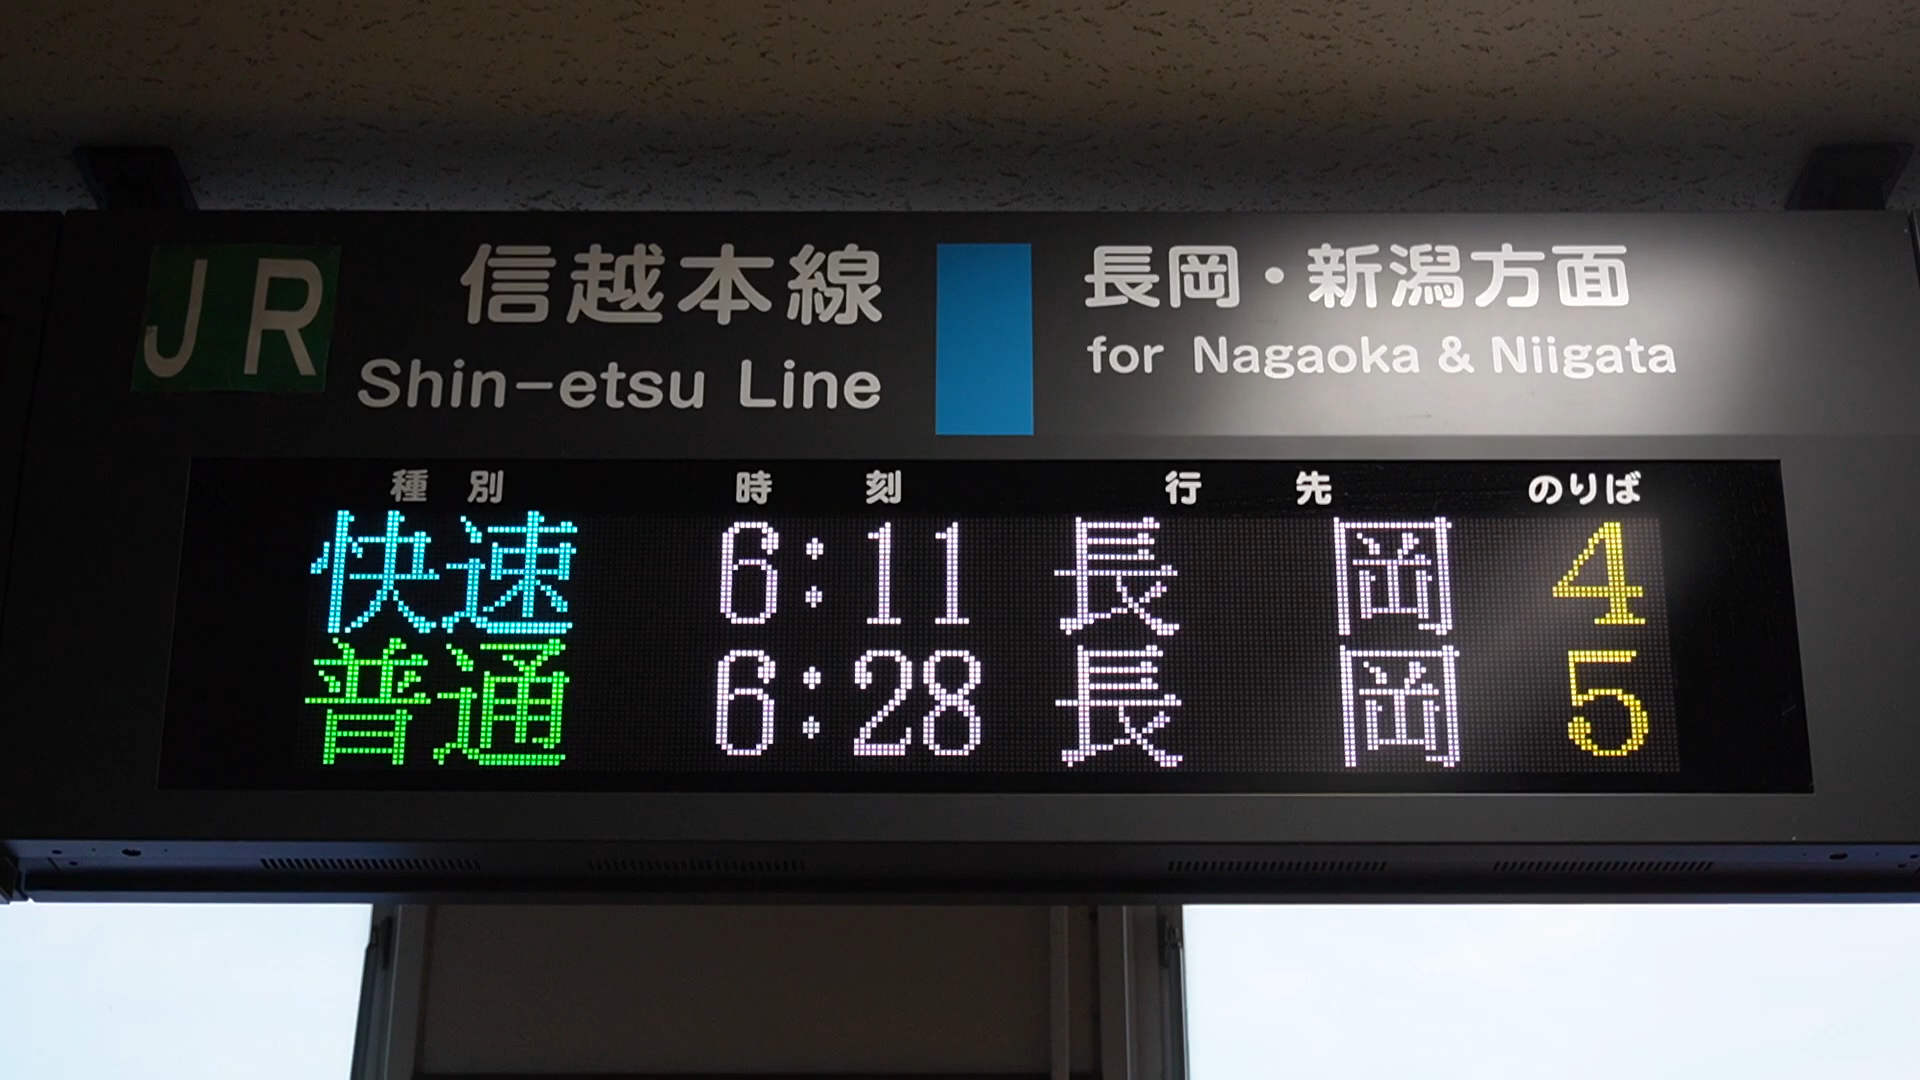 JR 信越本線 長岡・新潟方面
Shin-etsu Line for Nagaoka & Niigata
種別 時刻 行先 のりば
快速 6:11 長岡 4
普通 6:28 長岡 5